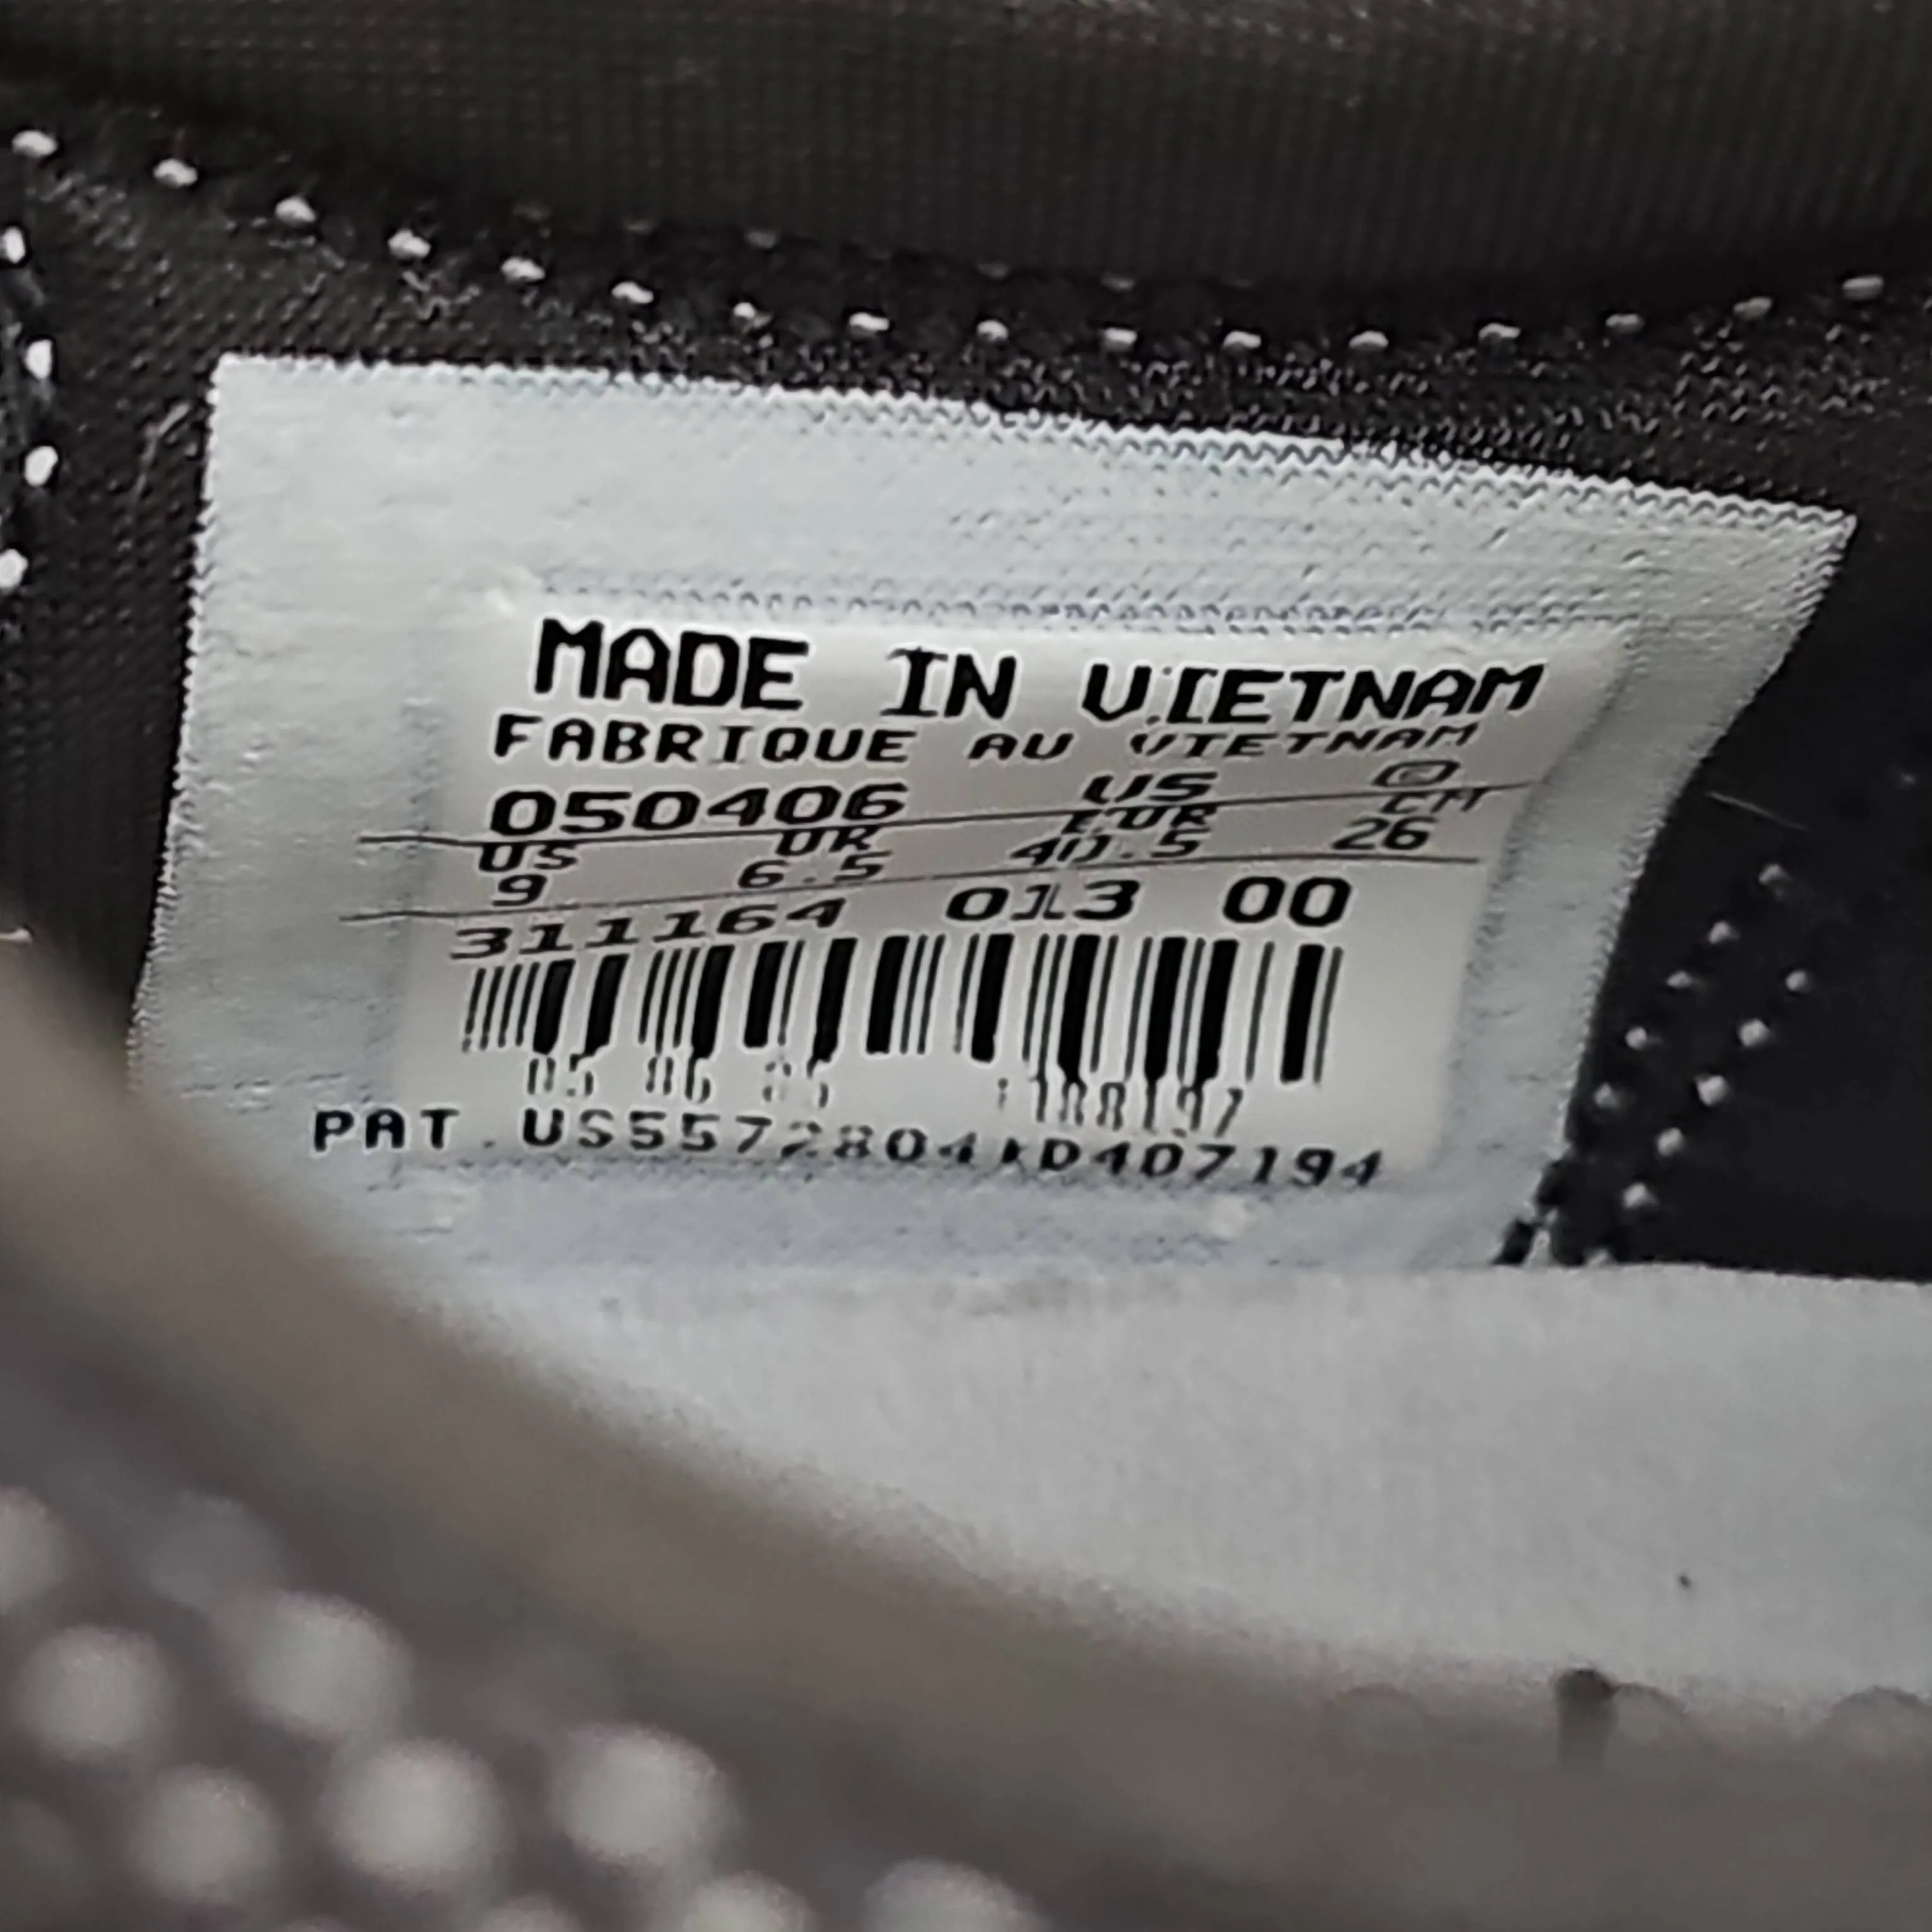 MADE IN VIETNAM
FABRIQUE AU VIETNAM
050406 US ©
US UK EUR CM
9 6.5 40.5 26
311164 013 00
PAT. US5572804 D407194